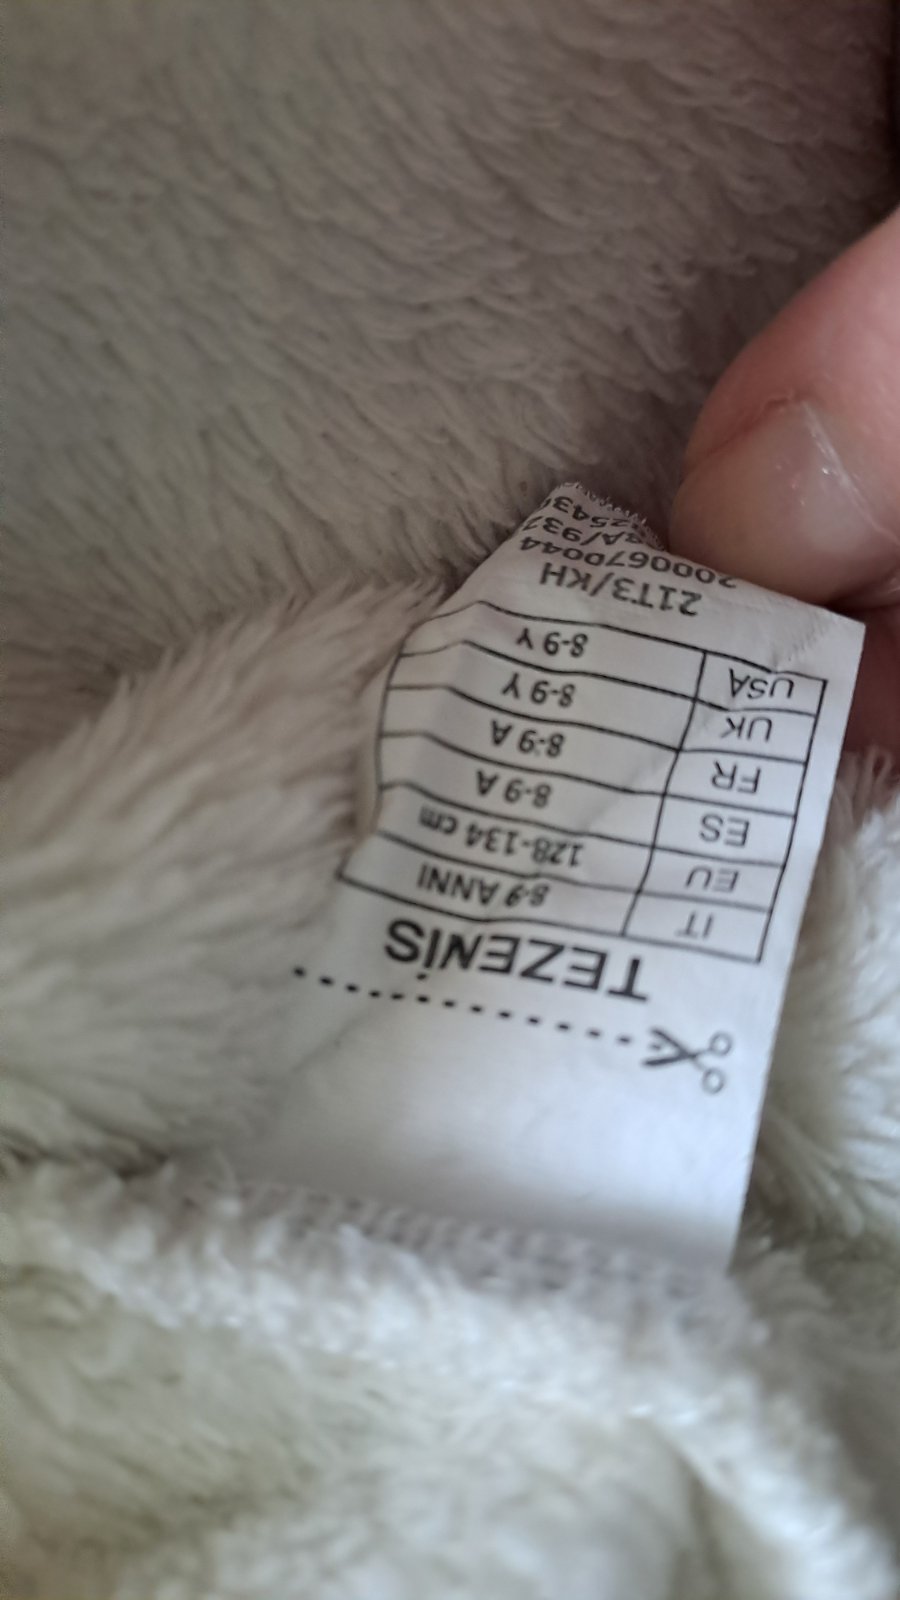 TEZENIS
IT 8-9 ANNI
EU 128-134 cm
ES 8-9 A
FR 8-9 A
UK 8-9 Y
USA 8-9 Y
21T3/KH
2000670044